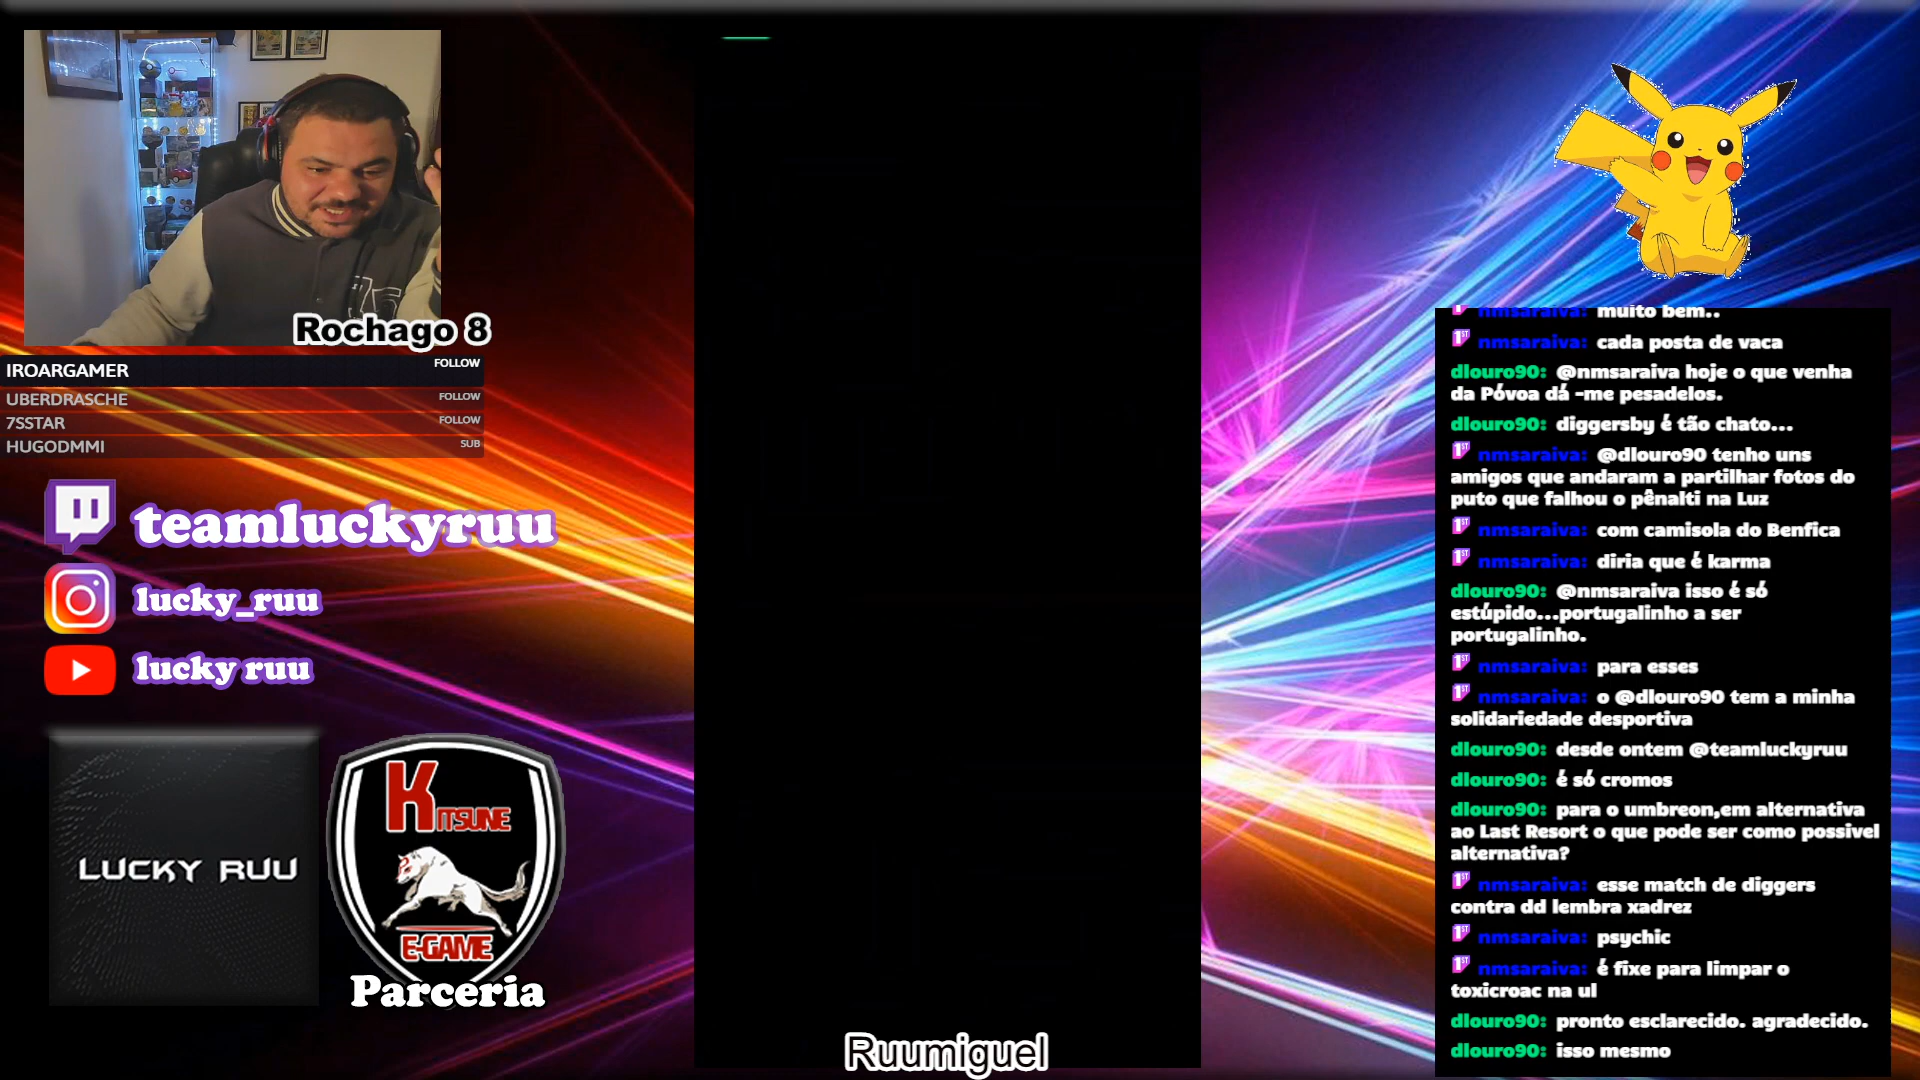 Rochago 8
IROARGAMER FOLLOW
UBERDRASCHE FOLLOW
7SSTAR FOLLOW
HUGODMMI SUB
teamluckyruu
lucky_ruu
lucky ruu
LUCKY RUU
KITSUNE
E-GAME
Parceria
Ruumiguel
nmsaraiva: muito bem..
nmsaraiva: cada posta de vaca
dlouro90: @nmsaraiva hoje o que venha
da Póvoa dá -me pesadelos.
dlouro90: diggersby é tão chato...
nmsaraiva: @dlouro90 tenho uns
amigos que andaram a partilhar fotos do
puto que falhou o pênalti na Luz
nmsaraiva: com camisola do Benfica
nmsaraiva: diria que é karma
dlouro90: @nmsaraiva isso é só
estúpido...portugalinho a ser
portugalinho.
nmsaraiva: para esses
nmsaraiva: o @dlouro90 tem a minha
solidariedade desportiva
dlouro90: desde ontem @teamluckyruu
dlouro90: é só cromos
dlouro90: para o umbreon,em alternativa
ao Last Resort o que pode ser como possivel
alternativa?
nmsaraiva: esse match de diggers
contra dd lembra xadrez
nmsaraiva: psychic
nmsaraiva: é fixe para limpar o
toxicroac na ul
dlouro90: pronto esclarecido. agradecido.
dlouro90: isso mesmo